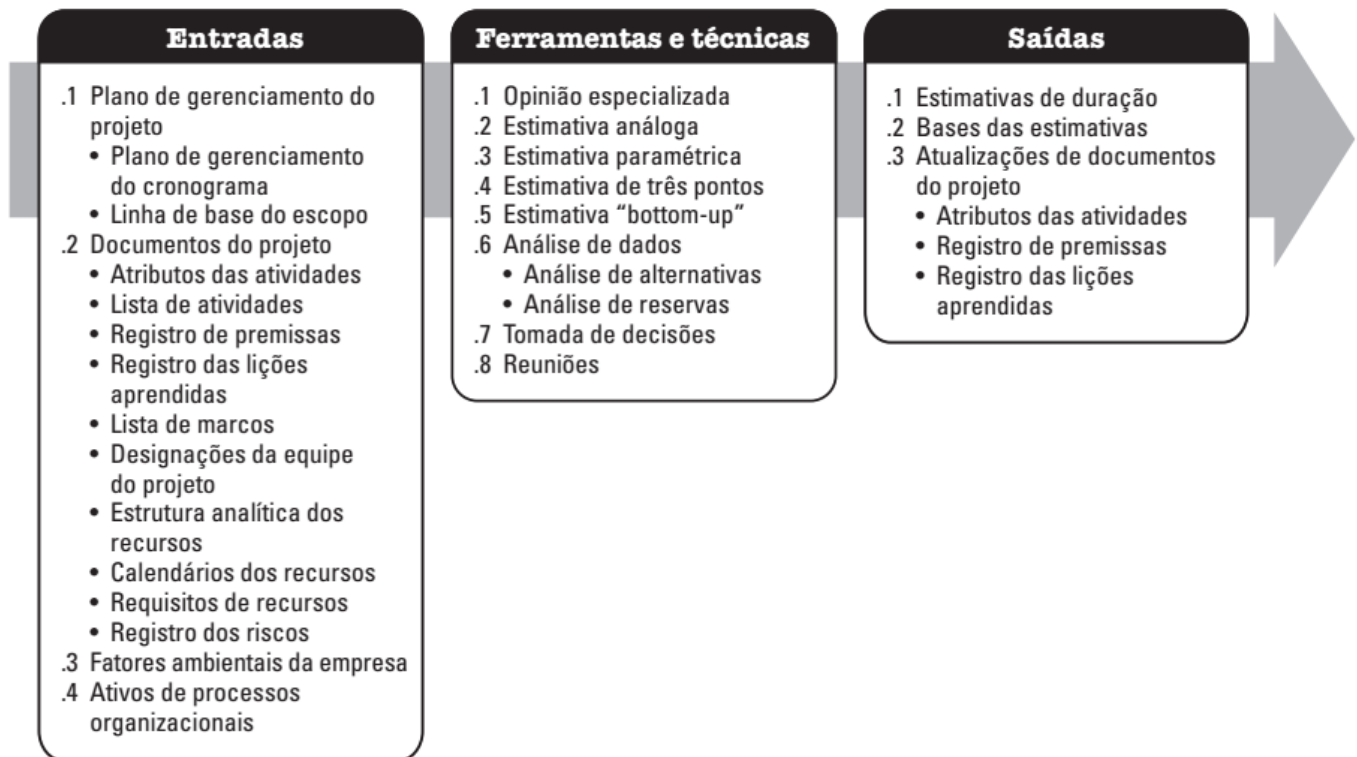 Entradas
.1 Plano de gerenciamento do
projeto
• Plano de gerenciamento
do cronograma
• Linha de base do escopo
.2 Documentos do projeto
• Atributos das atividades
• Lista de atividades
• Registro de premissas
• Registro das lições
aprendidas
• Lista de marcos
• Designações da equipe
do projeto
• Estrutura analítica dos
recursos
• Calendários dos recursos
• Requisitos de recursos
• Registro dos riscos
.3 Fatores ambientais da empresa
.4 Ativos de processos
organizacionais
Ferramentas e técnicas
.1 Opinião especializada
.2 Estimativa análoga
.3 Estimativa paramétrica
.4 Estimativa de três pontos
.5 Estimativa “bottom-up”
.6 Análise de dados
• Análise de alternativas
• Análise de reservas
.7 Tomada de decisões
.8 Reuniões
Saídas
.1 Estimativas de duração
.2 Bases das estimativas
.3 Atualizações de documentos
do projeto
• Atributos das atividades
• Registro de premissas
• Registro das lições
aprendidas